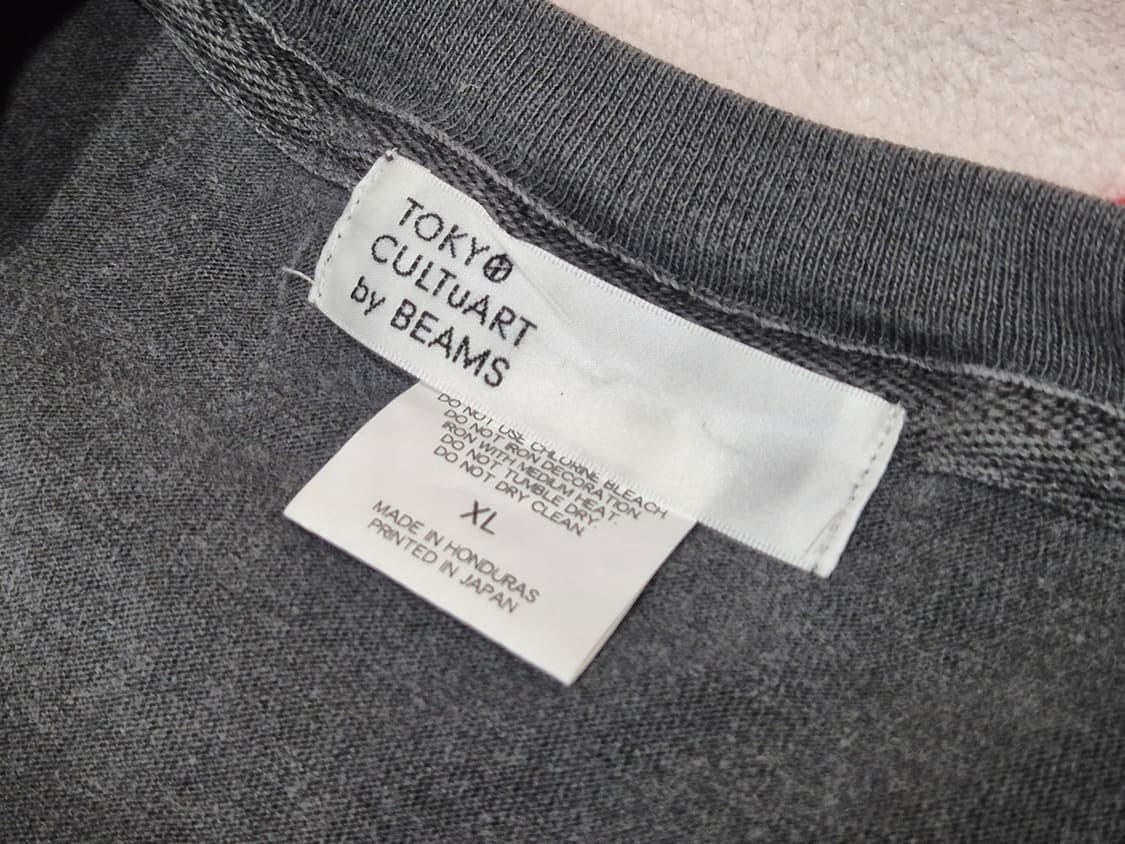 TOKYO
CULTuART
by BEAMS
DO NOT USE CHLORINE BLEACH.
DO NOT IRON DECORATION.
IRON WITH MEDIUM HEAT.
DO NOT TUMBLE DRY.
DO NOT DRY CLEAN.
XL
MADE IN HONDURAS
PRINTED IN JAPAN